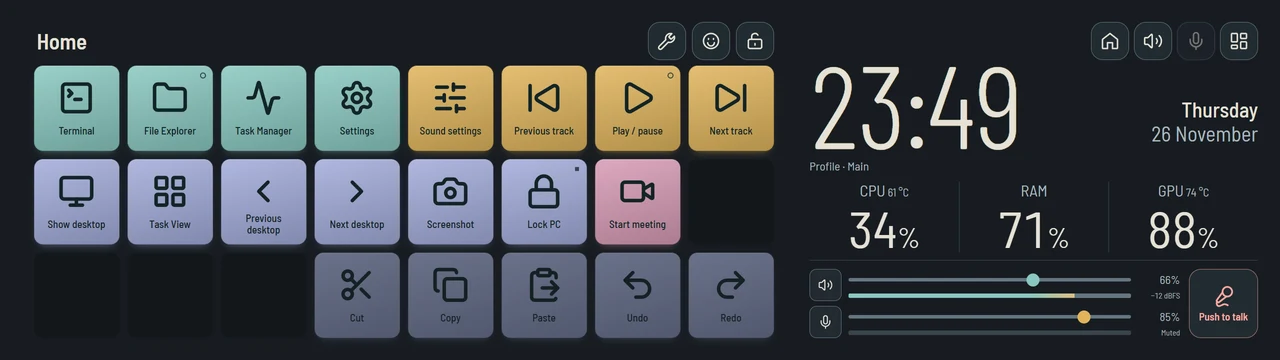 Home
Terminal
File Explorer
Task Manager
Settings
Sound settings
Previous track
Play / pause
Next track
Show desktop
Task View
Previous
desktop
Next desktop
Screenshot
Lock PC
Start meeting
Cut
Copy
Paste
Undo
Redo
23:49
Thursday
26 November
Profile · Main
CPU 61 °C
34%
RAM
71%
GPU 74 °C
88%
66%
−12 dBFS
85%
Muted
Push to talk